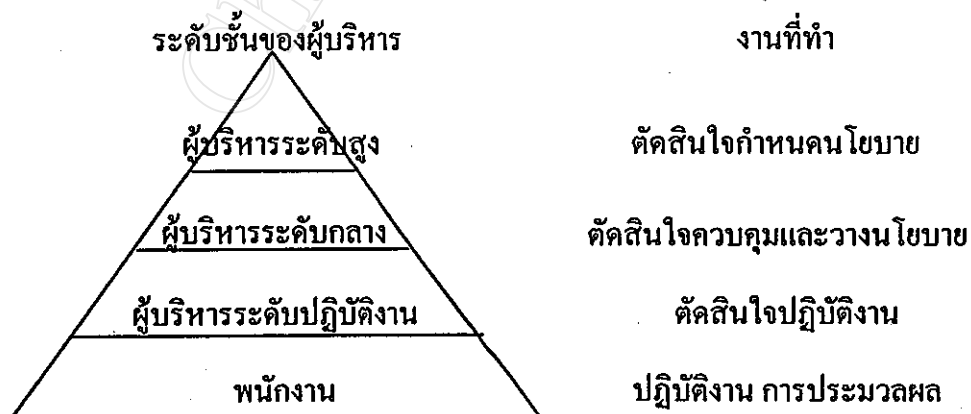 ระดับชั้นของผู้บริหาร งานที่ทำ
ผู้บริหารระดับสูง ตัดสินใจกำหนดนโยบาย
ผู้บริหารระดับกลาง ตัดสินใจควบคุมและวางนโยบาย
ผู้บริหารระดับปฏิบัติงาน ตัดสินใจปฏิบัติงาน
พนักงาน ปฏิบัติงาน การประมวลผล